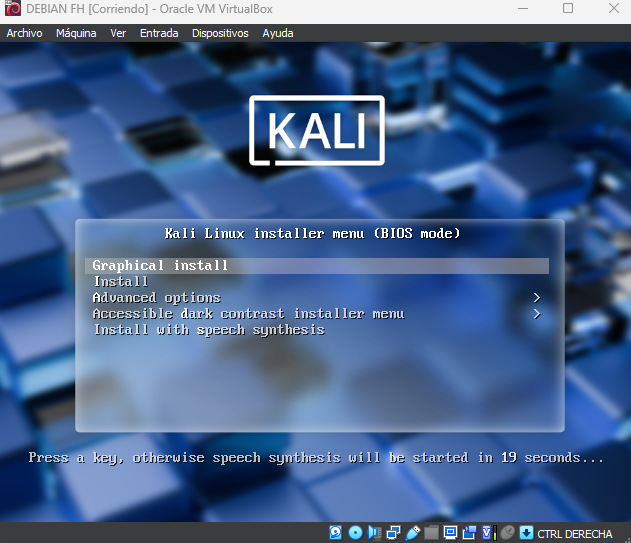 DEBIAN FH [Corriendo] - Oracle VM VirtualBox
Archivo Máquina Ver Entrada Dispositivos Ayuda
KALI
Kali Linux installer menu (BIOS mode)
Graphical install
Install
Advanced options >
Accessible dark contrast installer menu >
Install with speech synthesis
Press a key, otherwise speech synthesis will be started in 19 seconds...
CTRL DERECHA